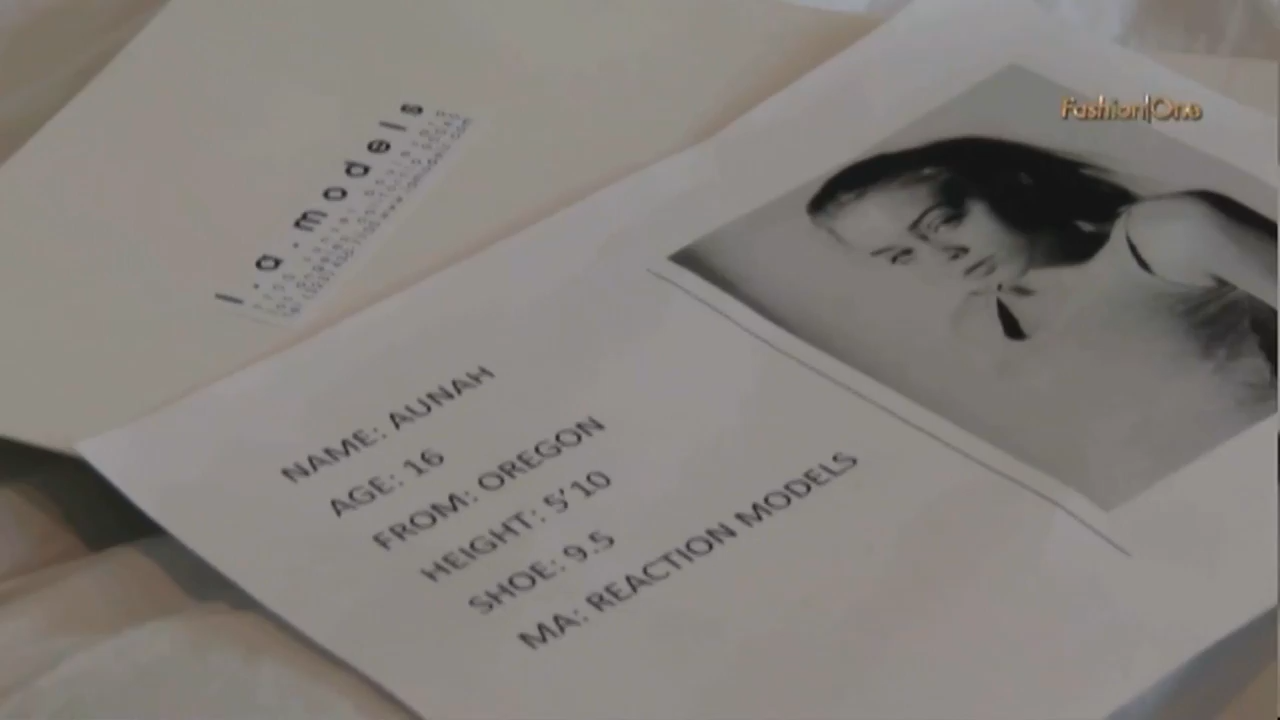 Fashion|One
l.a.models
NAME: AUNAH
AGE: 16
FROM: OREGON
HEIGHT: 5'10
SHOE: 9.5
MA: REACTION MODELS